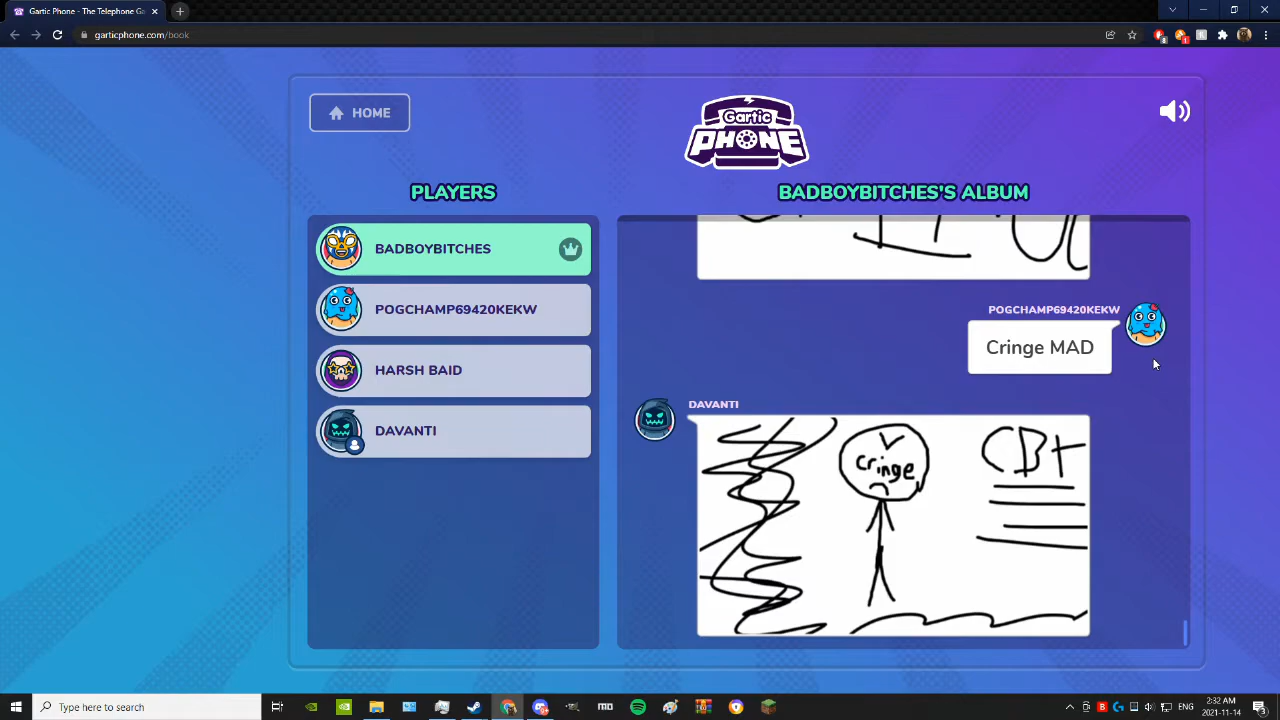 Gartic Phone - The Telephone Ga
garticphone.com/book
HOME
Gartic
PHONE
PLAYERS
BADBOYBITCHES'S ALBUM
BADBOYBITCHES
POGCHAMP69420KEKW
HARSH BAID
DAVANTI
POGCHAMP69420KEKW
Cringe MAD
DAVANTI
cringe
CBt
Type here to search
ENG
2:32 AM
2021-11-14